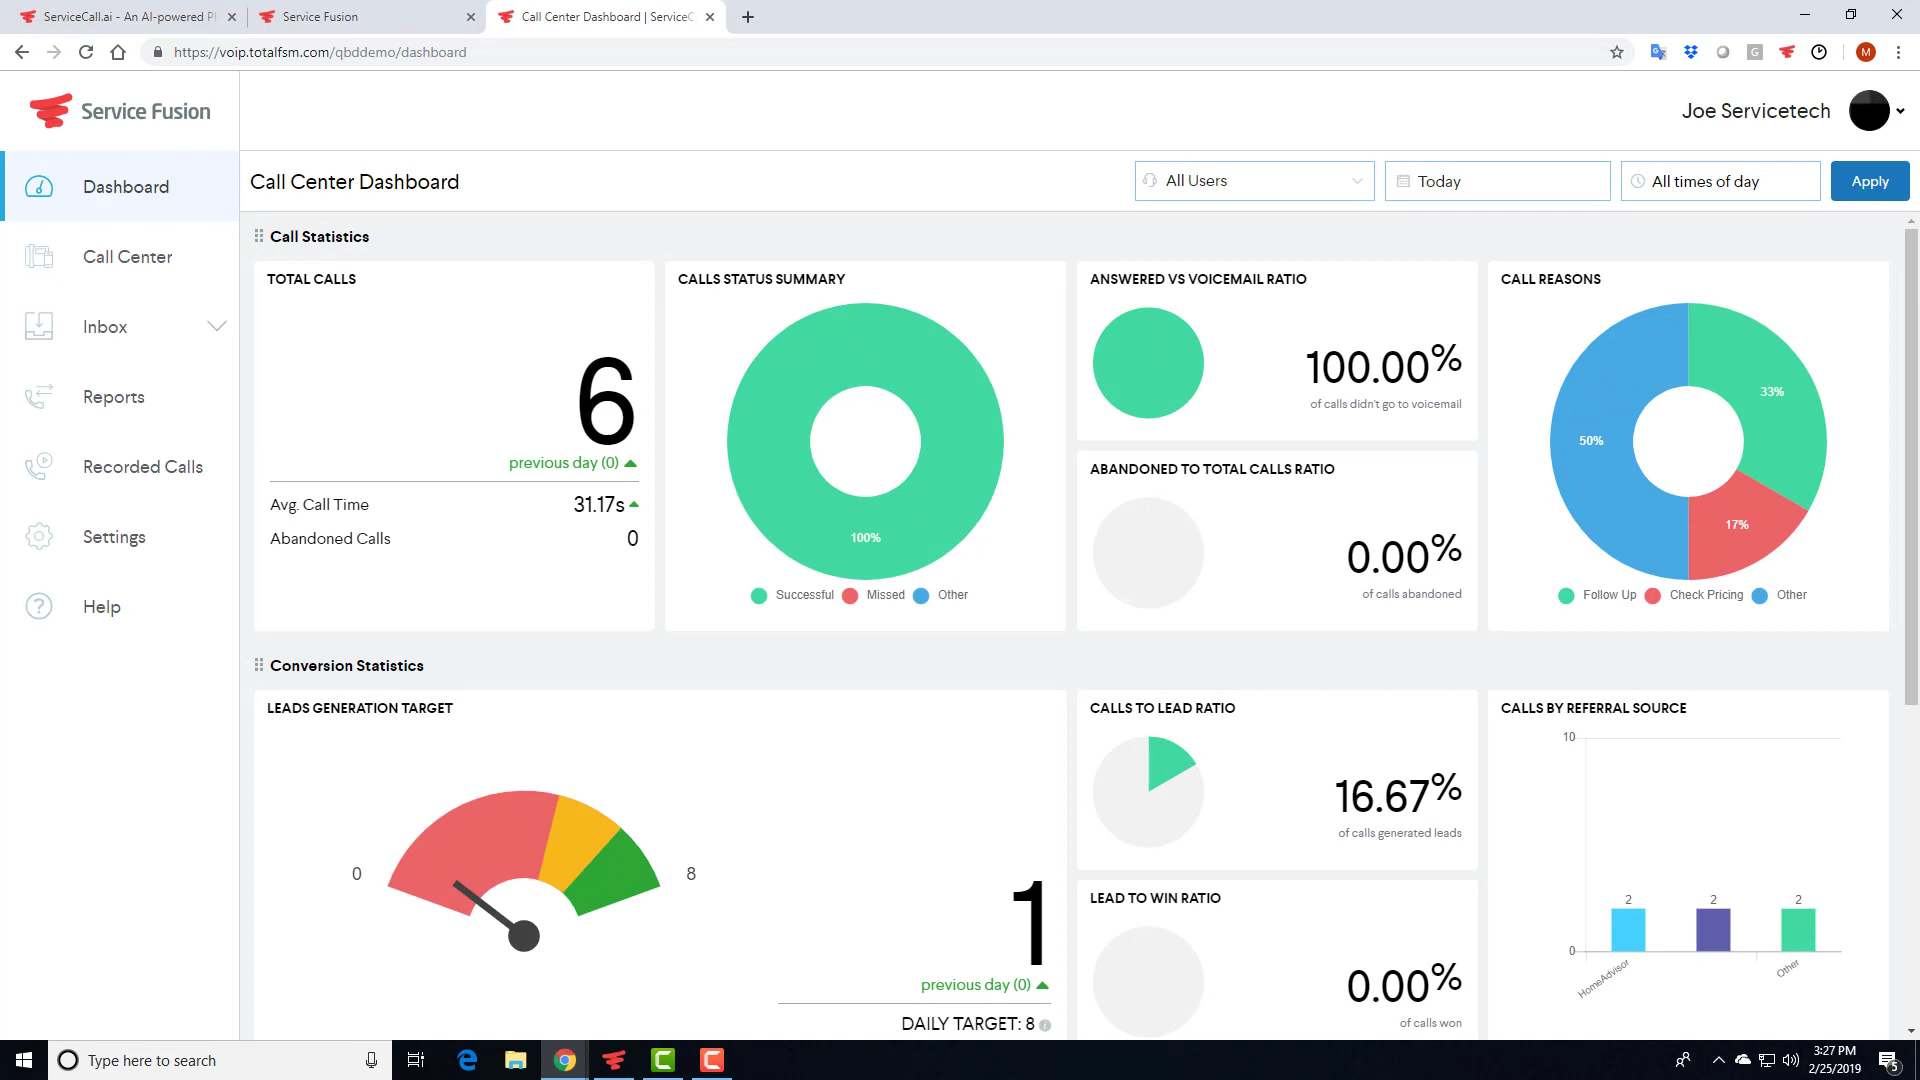 ServiceCall.ai - An AI-powered Ph
Service Fusion
Call Center Dashboard | ServiceC
https://voip.totalfsm.com/qbddemo/dashboard
G
M
Service Fusion
Joe Servicetech
Dashboard
Call Center
Inbox
Reports
Recorded Calls
Settings
Help
Call Center Dashboard
All Users
Today
All times of day
Apply
Call Statistics
TOTAL CALLS
6
previous day (0)
Avg. Call Time 31.17s
Abandoned Calls 0
CALLS STATUS SUMMARY
100%
Successful Missed Other
ANSWERED VS VOICEMAIL RATIO
100.00%
of calls didn't go to voicemail
ABANDONED TO TOTAL CALLS RATIO
0.00%
of calls abandoned
CALL REASONS
33%
50%
17%
Follow Up Check Pricing Other
Conversion Statistics
LEADS GENERATION TARGET
0 8
1
previous day (0)
DAILY TARGET: 8
CALLS TO LEAD RATIO
16.67%
of calls generated leads
LEAD TO WIN RATIO
0.00%
of calls won
CALLS BY REFERRAL SOURCE
10
2 2 2
0
HomeAdvisor Other
Type here to search
3:27 PM
2/25/2019
5